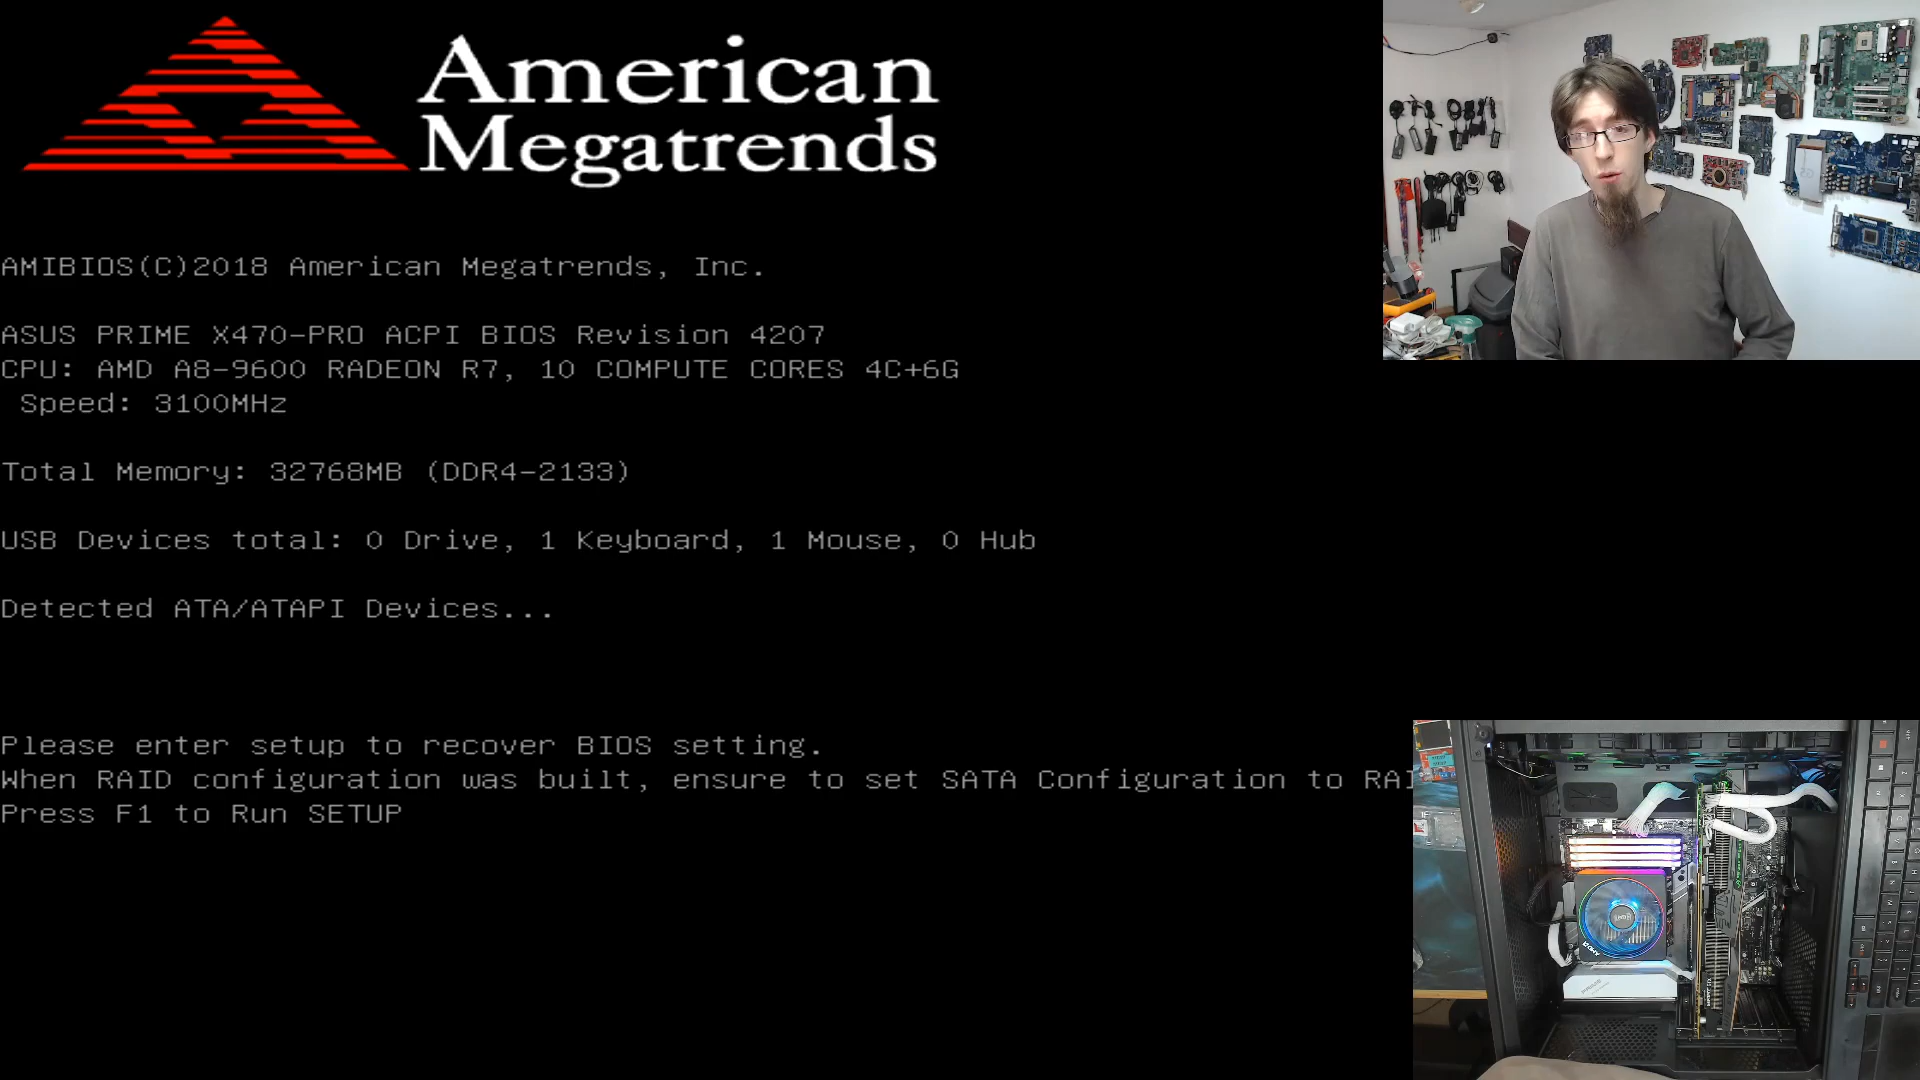 American
Megatrends
AMIBIOS(C)2018 American Megatrends, Inc.
ASUS PRIME X470-PRO ACPI BIOS Revision 4207
CPU: AMD A8-9600 RADEON R7, 10 COMPUTE CORES 4C+6G
Speed: 3100MHz
Total Memory: 32768MB (DDR4-2133)
USB Devices total: 0 Drive, 1 Keyboard, 1 Mouse, 0 Hub
Detected ATA/ATAPI Devices...
Please enter setup to recover BIOS setting.
When RAID configuration was built, ensure to set SATA Configuration to
Press F1 to Run SETUP